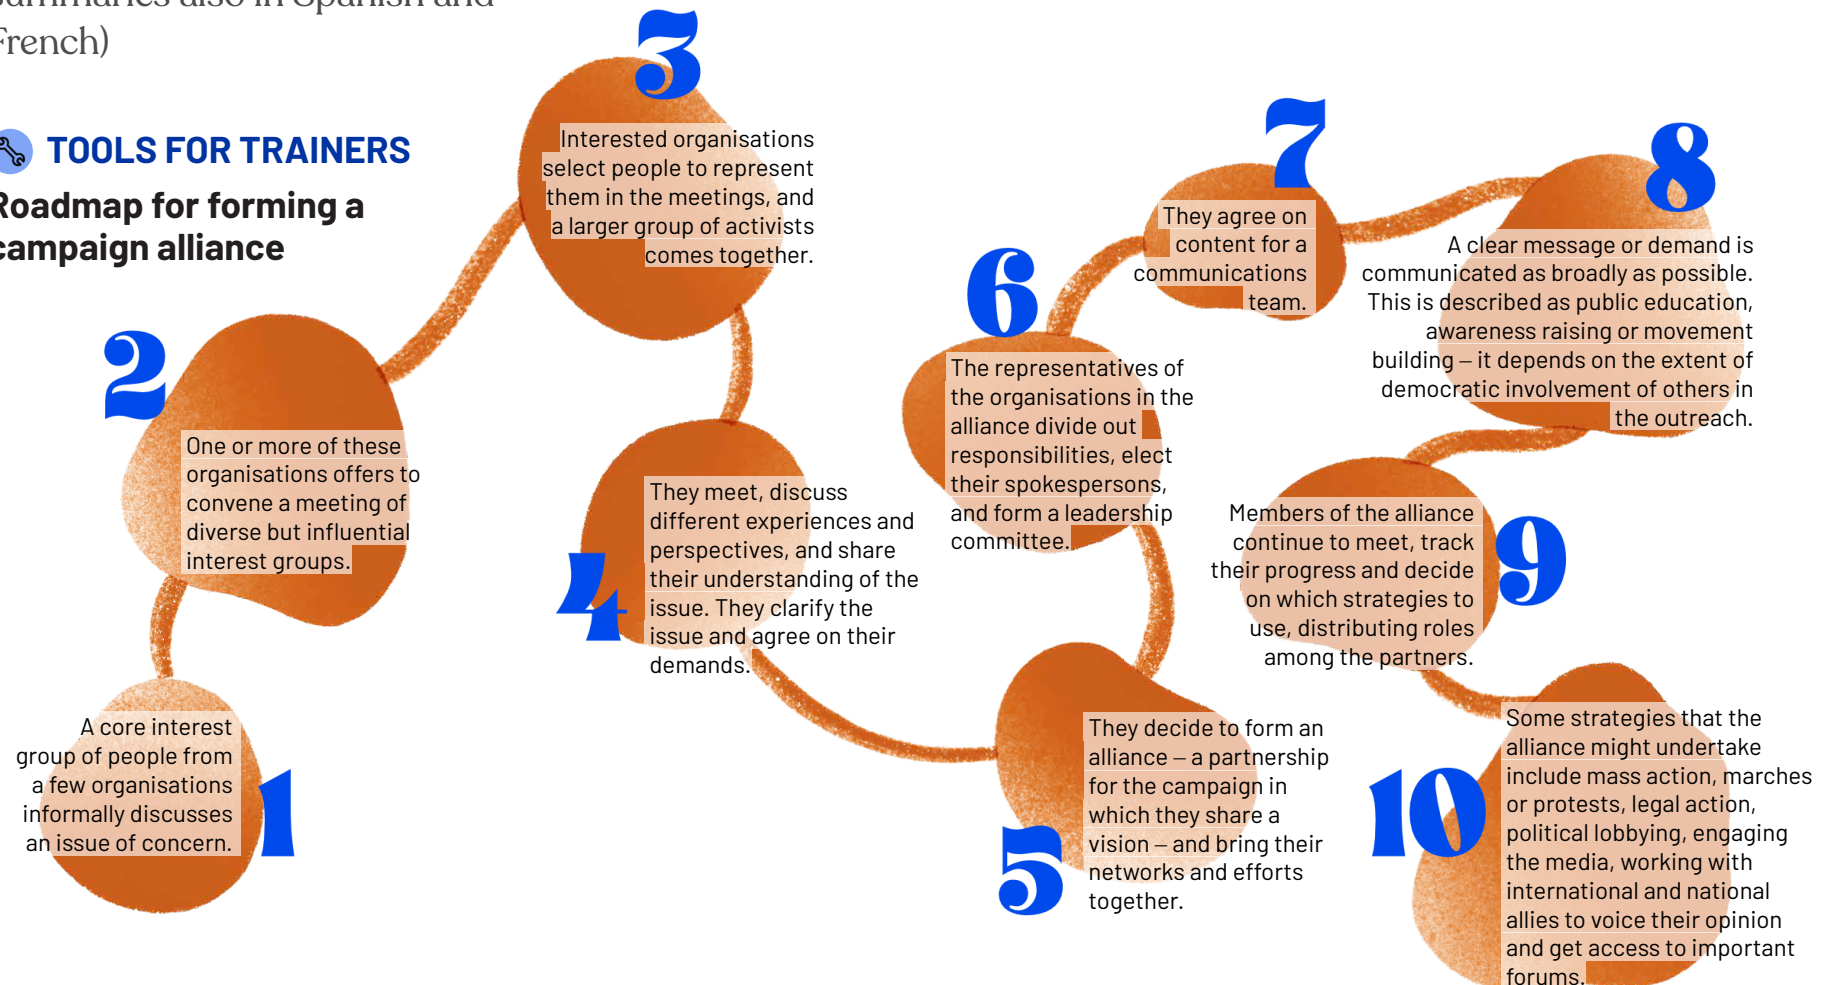 summaries also in Spanish and
French)
TOOLS FOR TRAINERS
Roadmap for forming a
campaign alliance
1
A core interest
group of people from
a few organisations
informally discusses
an issue of concern.
2
One or more of these
organisations offers to
convene a meeting of
diverse but influential
interest groups.
3
Interested organisations
select people to represent
them in the meetings, and
a larger group of activists
comes together.
4
They meet, discuss
different experiences and
perspectives, and share
their understanding of the
issue. They clarify the
issue and agree on their
demands.
5
They decide to form an
alliance – a partnership
for the campaign in
which they share a
vision – and bring their
networks and efforts
together.
6
The representatives of
the organisations in the
alliance divide out
responsibilities, elect
their spokespersons,
and form a leadership
committee.
7
They agree on
content for a
communications
team.
8
A clear message or demand is
communicated as broadly as possible.
This is described as public education,
awareness raising or movement
building – it depends on the extent of
democratic involvement of others in
the outreach.
9
Members of the alliance
continue to meet, track
their progress and decide
on which strategies to
use, distributing roles
among the partners.
10
Some strategies that the
alliance might undertake
include mass action, marches
or protests, legal action,
political lobbying, engaging
the media, working with
international and national
allies to voice their opinion
and get access to important
forums.